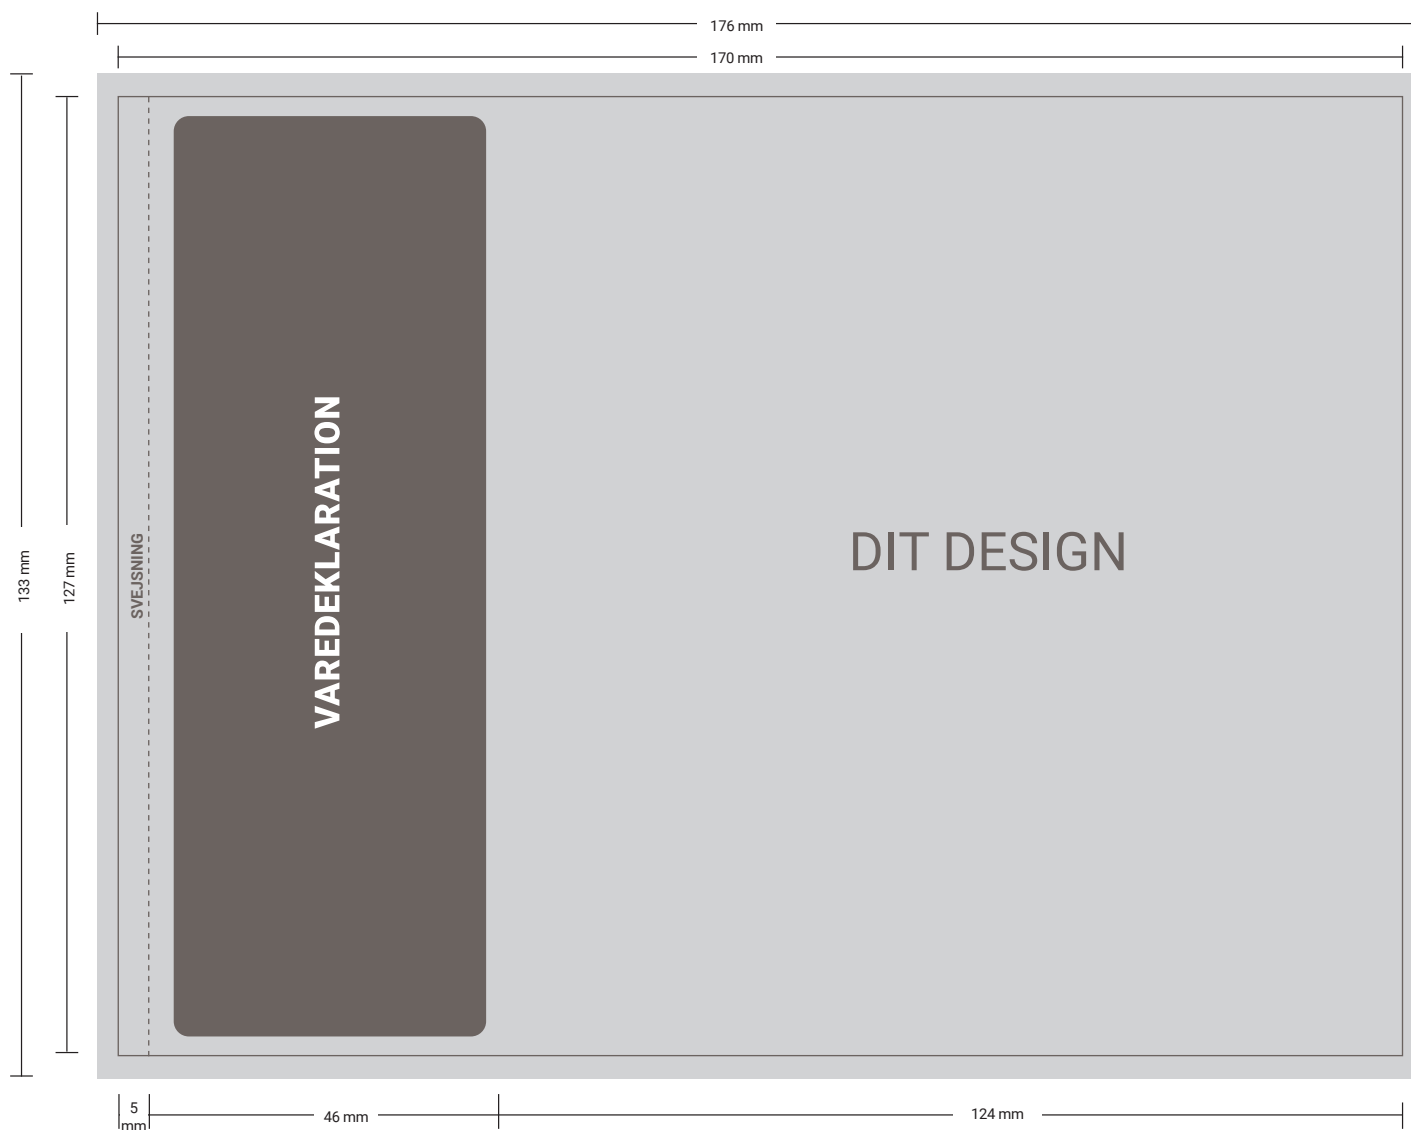 176 mm
170 mm
133 mm
127 mm
SVEJSNING
VAREDEKLARATION
DIT DESIGN
5
mm
46 mm
124 mm